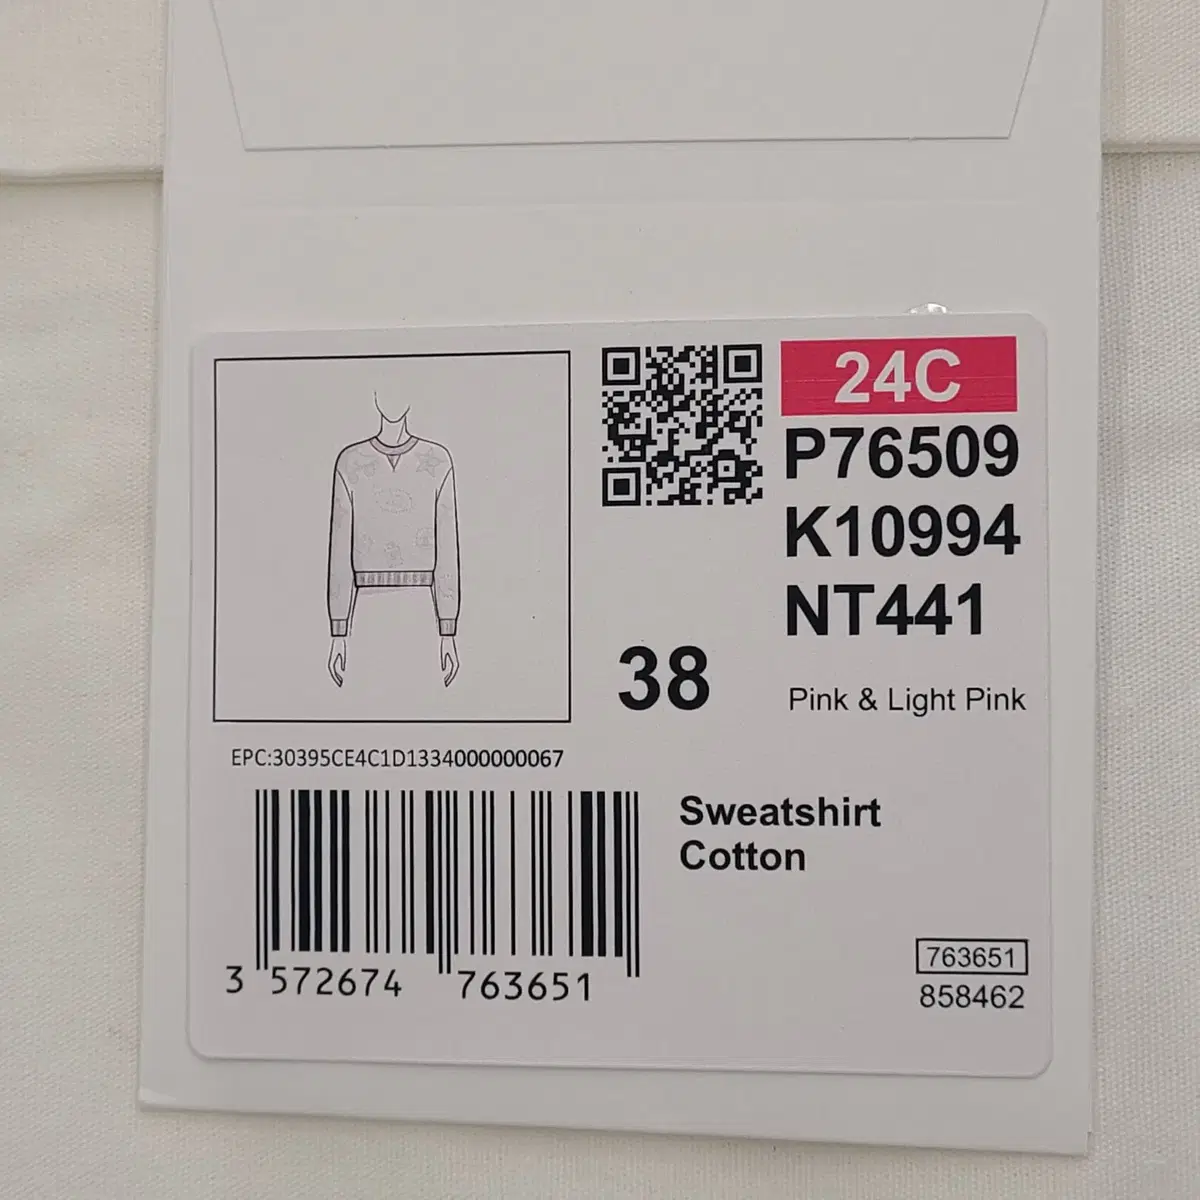 24C
P76509
K10994
NT441
38
Pink & Light Pink
EPC:30395CE4C1D1334000000067
Sweatshirt
Cotton
3 572674 763651
763651
858462